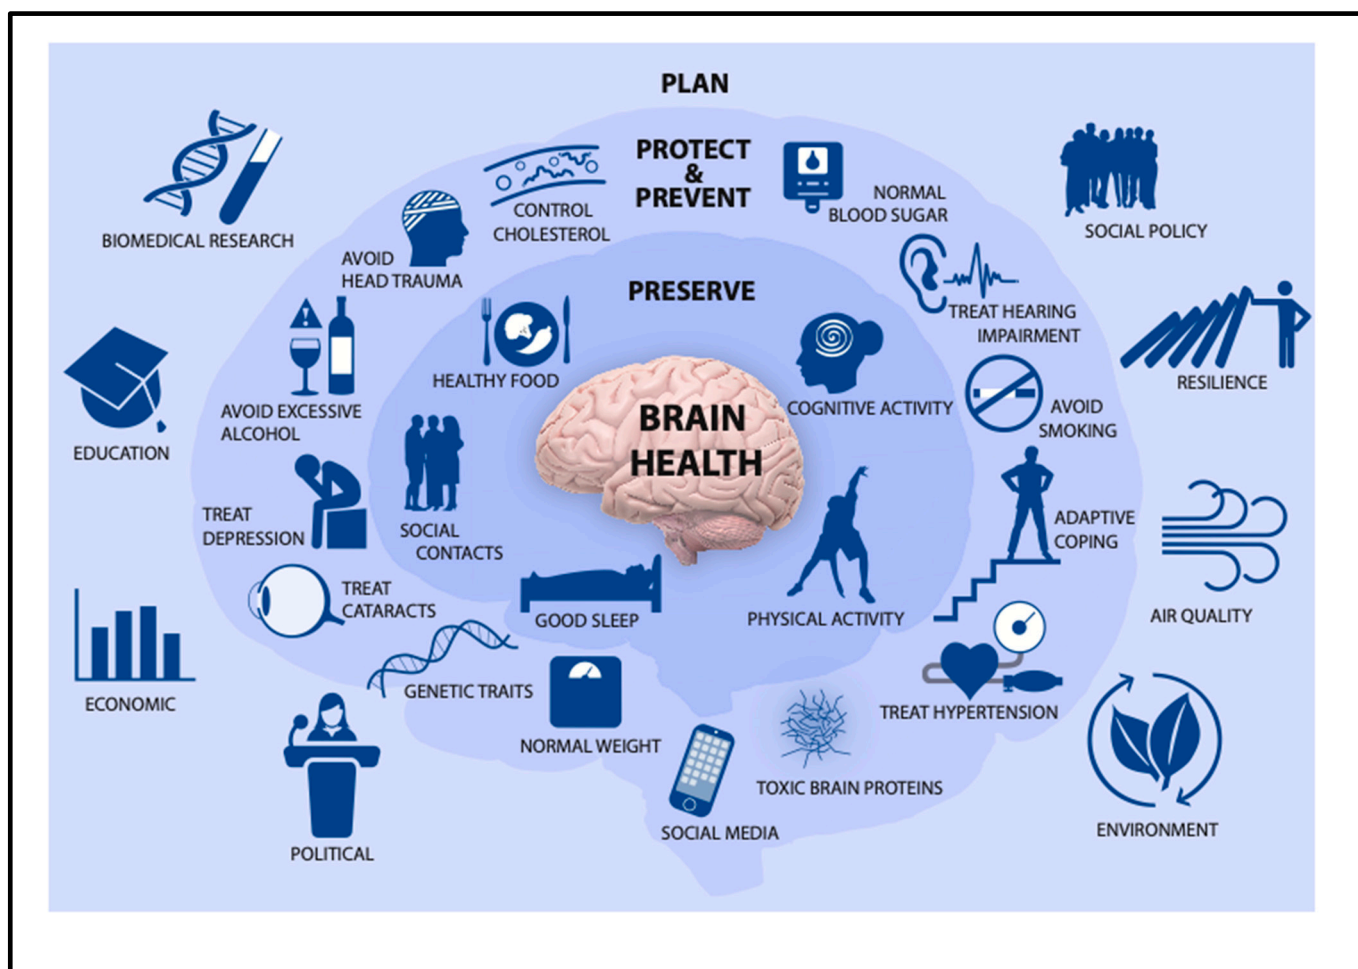 PLAN
PROTECT
&
PREVENT
PRESERVE
BRAIN
HEALTH
BIOMEDICAL RESEARCH
CONTROL
CHOLESTEROL
NORMAL
BLOOD SUGAR
SOCIAL POLICY
AVOID
HEAD TRAUMA
TREAT HEARING
IMPAIRMENT
HEALTHY FOOD
COGNITIVE ACTIVITY
RESILIENCE
AVOID EXCESSIVE
ALCOHOL
AVOID
SMOKING
EDUCATION
TREAT
DEPRESSION
SOCIAL
CONTACTS
ADAPTIVE
COPING
TREAT
CATARACTS
GOOD SLEEP
PHYSICAL ACTIVITY
AIR QUALITY
ECONOMIC
GENETIC TRAITS
NORMAL WEIGHT
TREAT HYPERTENSION
TOXIC BRAIN PROTEINS
SOCIAL MEDIA
ENVIRONMENT
POLITICAL